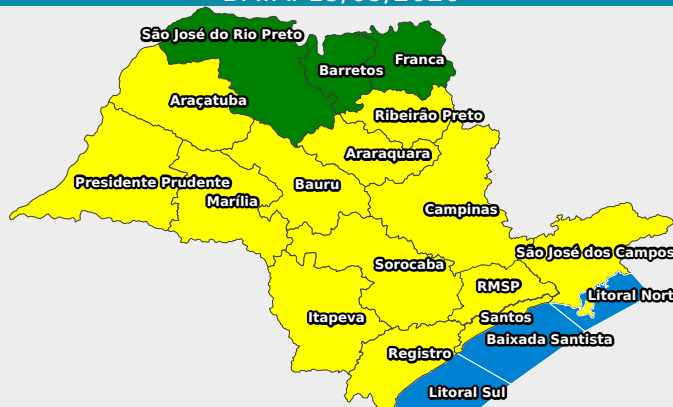 São José do Rio Preto
Franca
Barretos
Araçatuba
Ribeirão Preto
Araraquara
Presidente Prudente
Bauru
Marília
Campinas
São José dos Campos
Sorocaba
RMSP
Litoral Nort
Itapeva
Santos
Baixada Santista
Registro
Litoral Sul